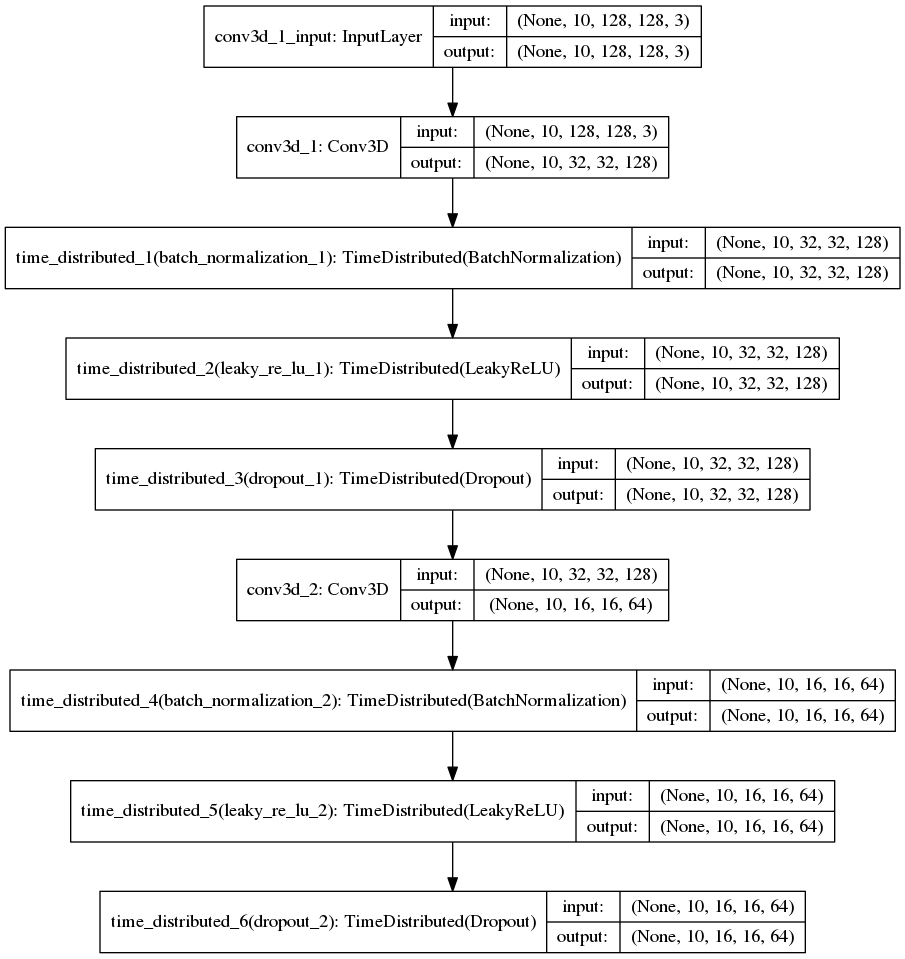 conv3d_1_input: InputLayer
input: (None, 10, 128, 128, 3)
output: (None, 10, 128, 128, 3)
conv3d_1: Conv3D
input: (None, 10, 128, 128, 3)
output: (None, 10, 32, 32, 128)
time_distributed_1(batch_normalization_1): TimeDistributed(BatchNormalization)
input: (None, 10, 32, 32, 128)
output: (None, 10, 32, 32, 128)
time_distributed_2(leaky_re_lu_1): TimeDistributed(LeakyReLU)
input: (None, 10, 32, 32, 128)
output: (None, 10, 32, 32, 128)
time_distributed_3(dropout_1): TimeDistributed(Dropout)
input: (None, 10, 32, 32, 128)
output: (None, 10, 32, 32, 128)
conv3d_2: Conv3D
input: (None, 10, 32, 32, 128)
output: (None, 10, 16, 16, 64)
time_distributed_4(batch_normalization_2): TimeDistributed(BatchNormalization)
input: (None, 10, 16, 16, 64)
output: (None, 10, 16, 16, 64)
time_distributed_5(leaky_re_lu_2): TimeDistributed(LeakyReLU)
input: (None, 10, 16, 16, 64)
output: (None, 10, 16, 16, 64)
time_distributed_6(dropout_2): TimeDistributed(Dropout)
input: (None, 10, 16, 16, 64)
output: (None, 10, 16, 16, 64)